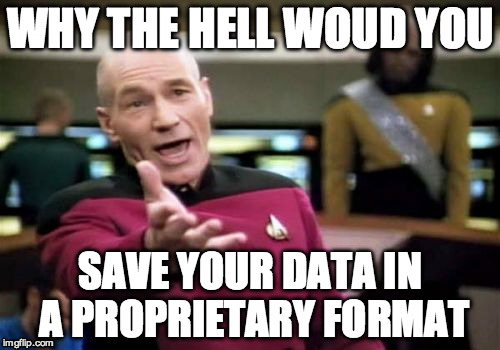 WHY THE HELL WOUD YOU
SAVE YOUR DATA IN
A PROPRIETARY FORMAT
imgflip.com